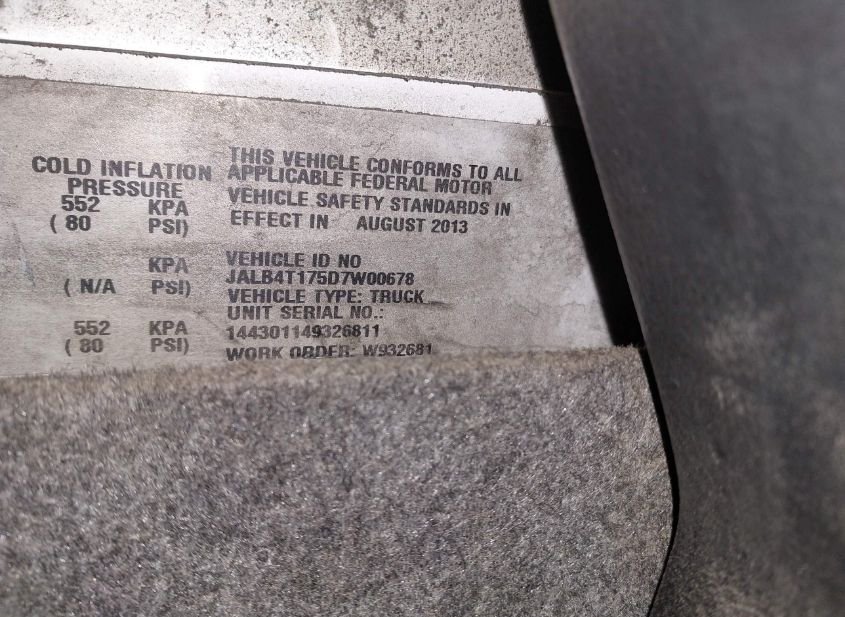 COLD INFLATION
PRESSURE
552 KPA
( 80 PSI)
KPA
( N/A PSI)
552 KPA
( 80 PSI)
THIS VEHICLE CONFORMS TO ALL
APPLICABLE FEDERAL MOTOR
VEHICLE SAFETY STANDARDS IN
EFFECT IN AUGUST 2013
VEHICLE ID NO
JALB4T175D7W00678
VEHICLE TYPE: TRUCK
UNIT SERIAL NO.:
144301149326811
WORK ORDER: W932681